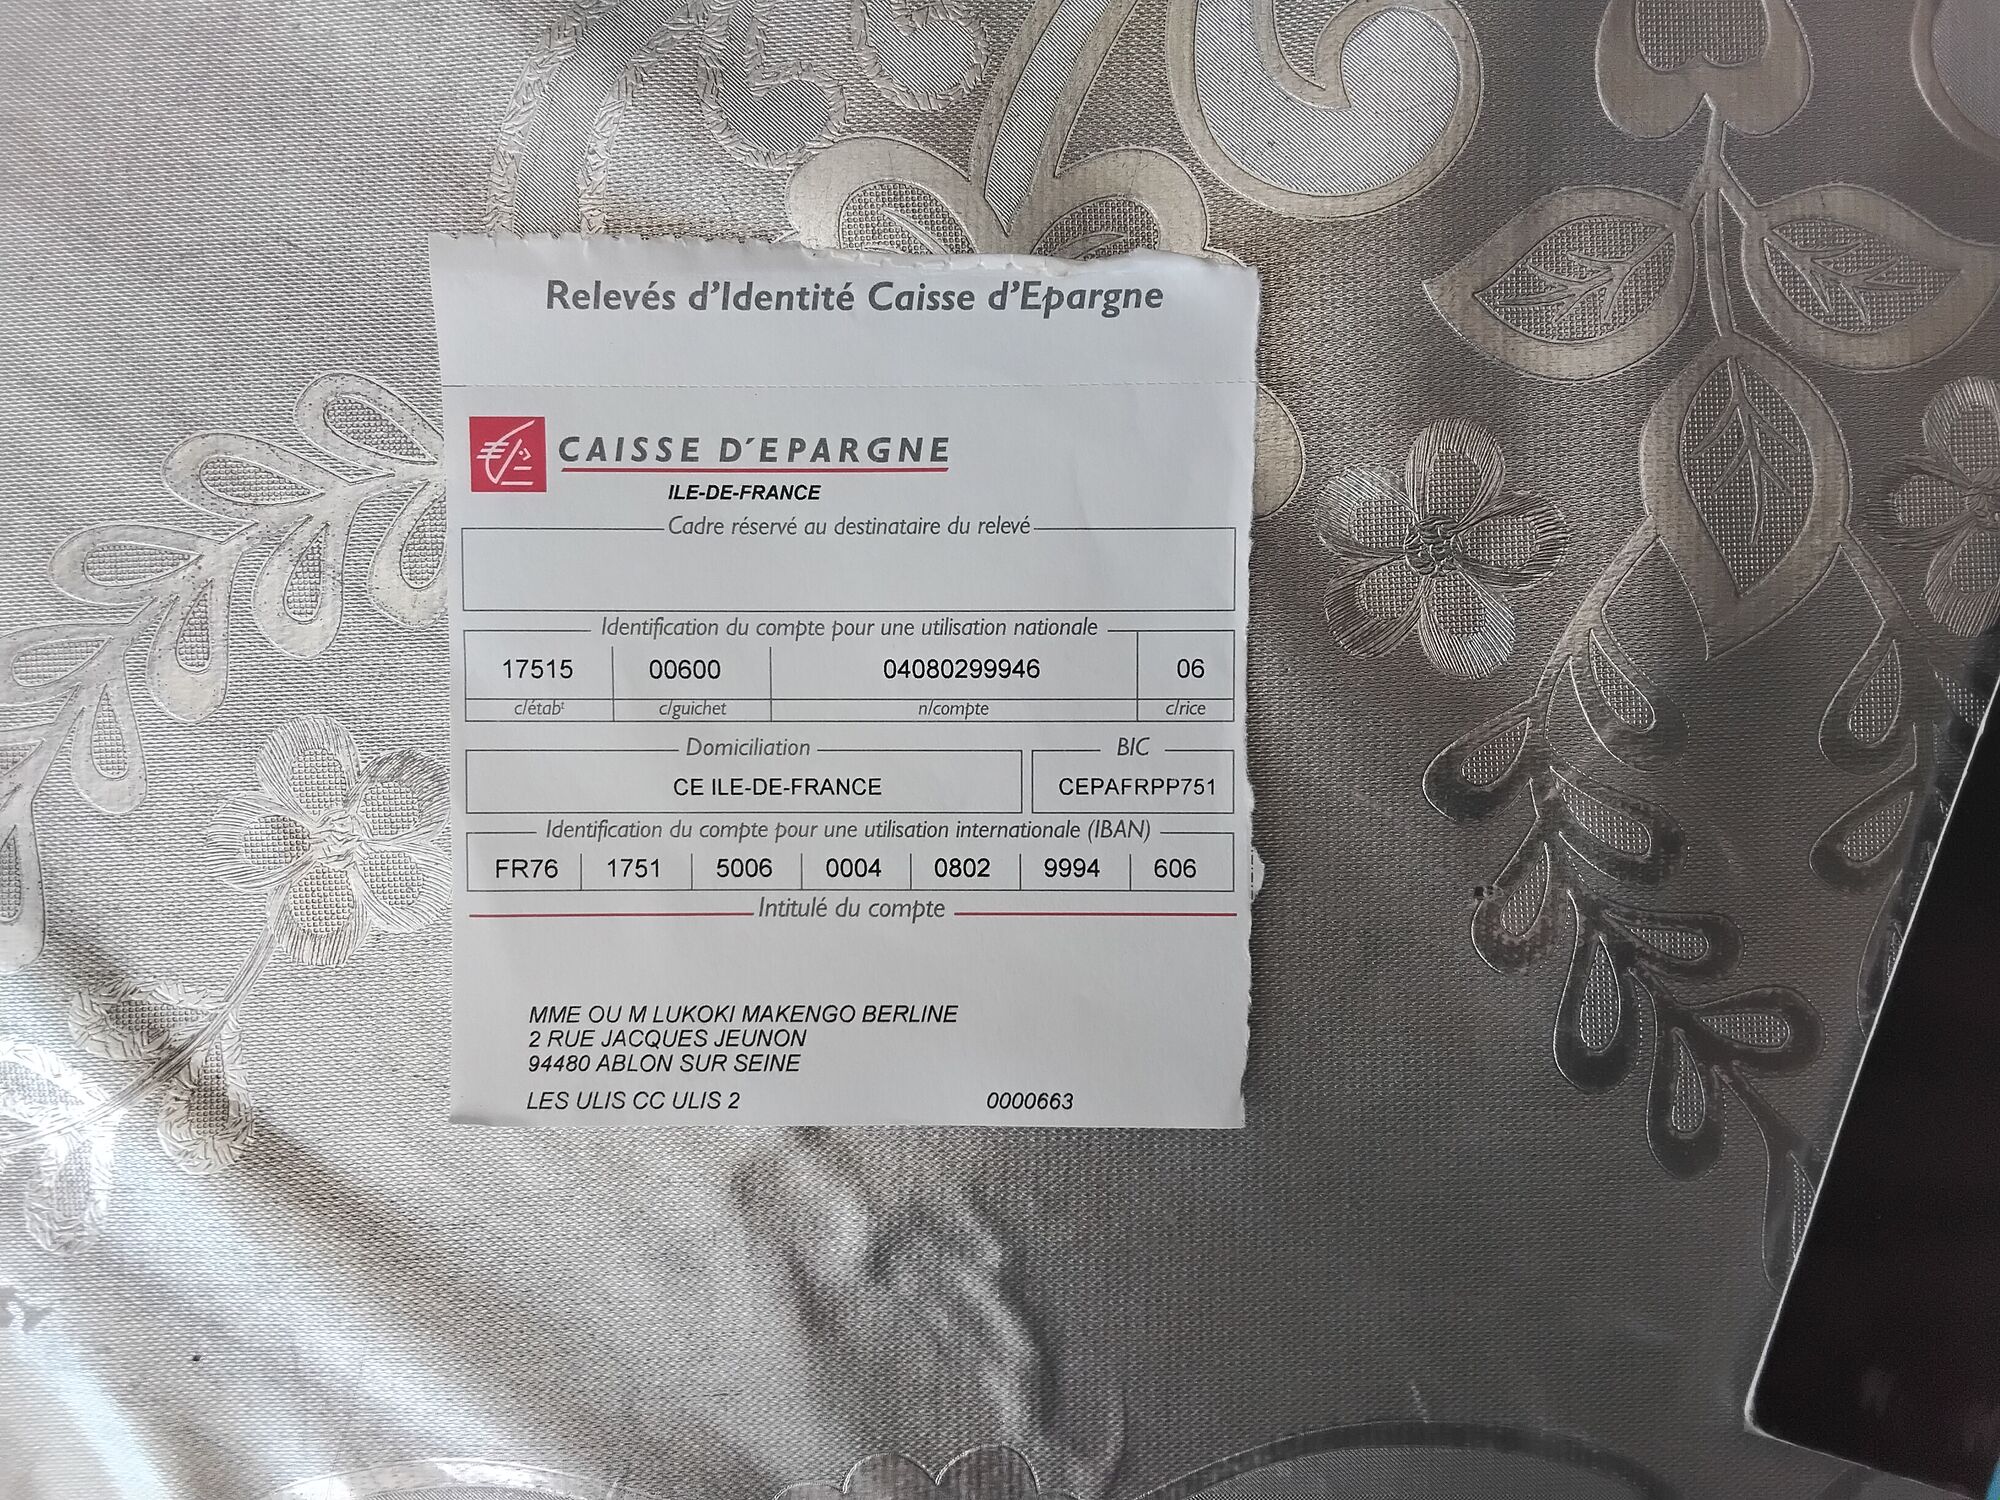 Relevés d'Identité Caisse d'Epargne
CAISSE D'EPARGNE
ILE-DE-FRANCE
Cadre réservé au destinataire du relevé
Identification du compte pour une utilisation nationale
17515 00600 04080299946 06
c/étabt c/guichet n/compte c/rice
Domiciliation BIC
CE ILE-DE-FRANCE CEPAFRPP751
Identification du compte pour une utilisation internationale (IBAN)
FR76 1751 5006 0004 0802 9994 606
Intitulé du compte
MME OU M LUKOKI MAKENGO BERLINE
2 RUE JACQUES JEUNON
94480 ABLON SUR SEINE
LES ULIS CC ULIS 2 0000663